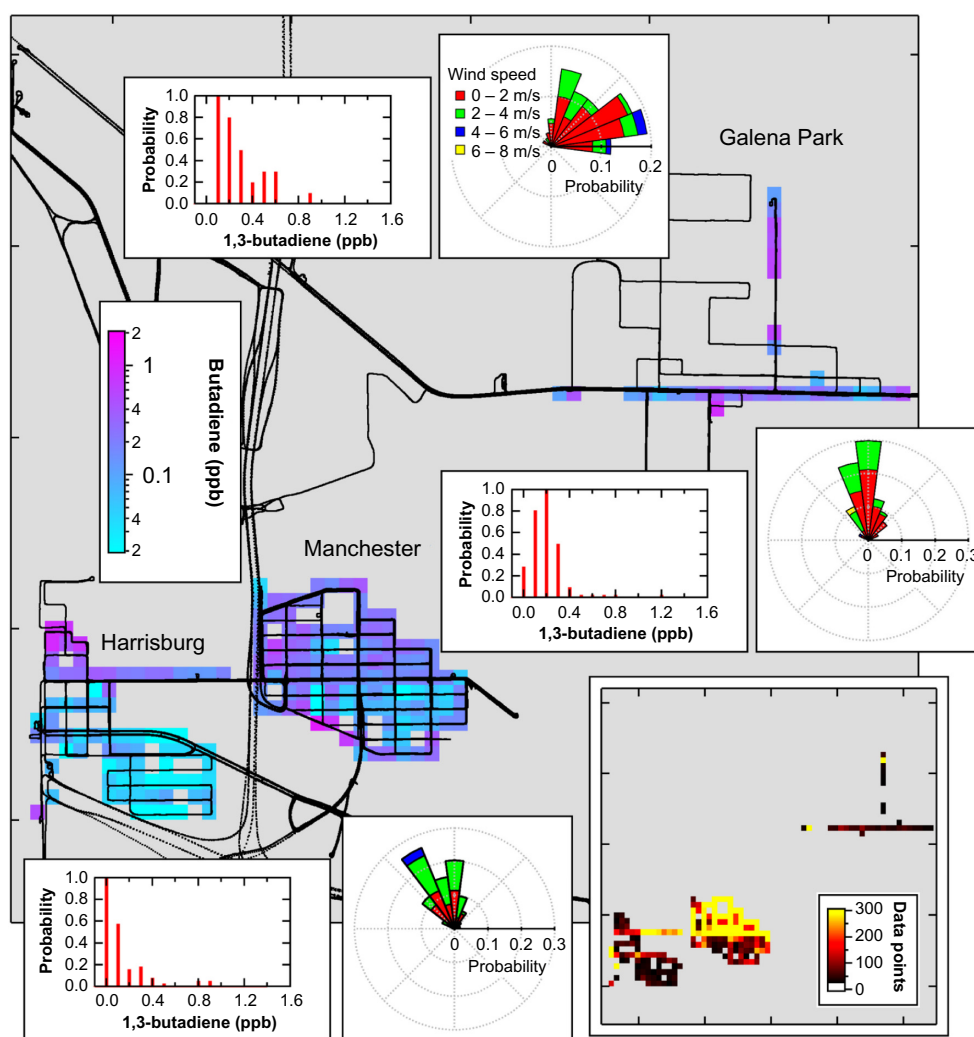 Wind speed
0 – 2 m/s
2 – 4 m/s
4 – 6 m/s
6 – 8 m/s
0 0.1 0.2
Probability
Galena Park
1.0
0.8
0.6
0.4
0.2
0.0
Probability
0.0 0.4 0.8 1.2 1.6
1,3-butadiene (ppb)
2
1
4
2
0.1
4
2
Butadiene (ppb)
Manchester
Harrisburg
1.0
0.8
0.6
0.4
0.2
0.0
Probability
0.0 0.4 0.8 1.2 1.6
1,3-butadiene (ppb)
0 0.1 0.2 0.3
Probability
1.0
0.8
0.6
0.4
0.2
0.0
Probability
0.0 0.4 0.8 1.2 1.6
1,3-butadiene (ppb)
0 0.1 0.2 0.3
Probability
300
200
100
0
Data points